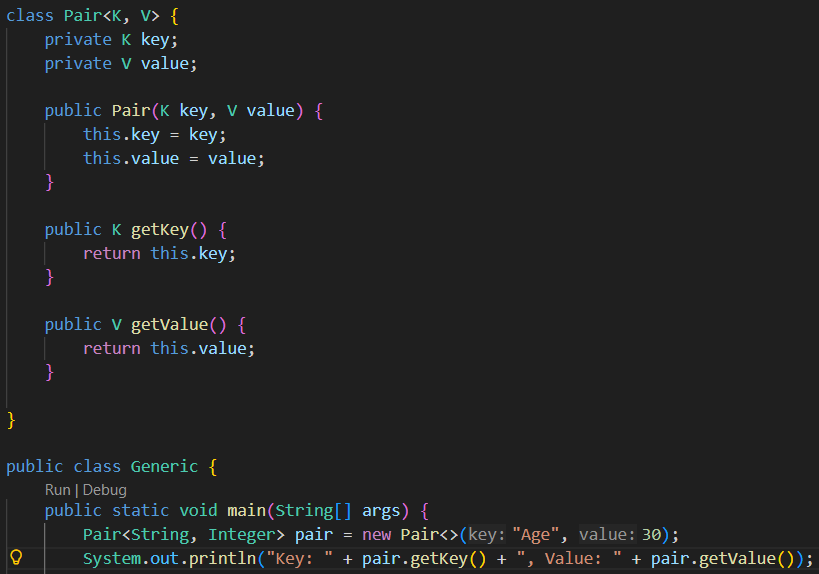 class Pair<K, V> {
    private K key;
    private V value;

    public Pair(K key, V value) {
        this.key = key;
        this.value = value;
    }

    public K getKey() {
        return this.key;
    }

    public V getValue() {
        return this.value;
    }

}

public class Generic {
    Run | Debug
    public static void main(String[] args) {
        Pair<String, Integer> pair = new Pair<>(key: "Age", value: 30);
        System.out.println("Key: " + pair.getKey() + ", Value: " + pair.getValue());